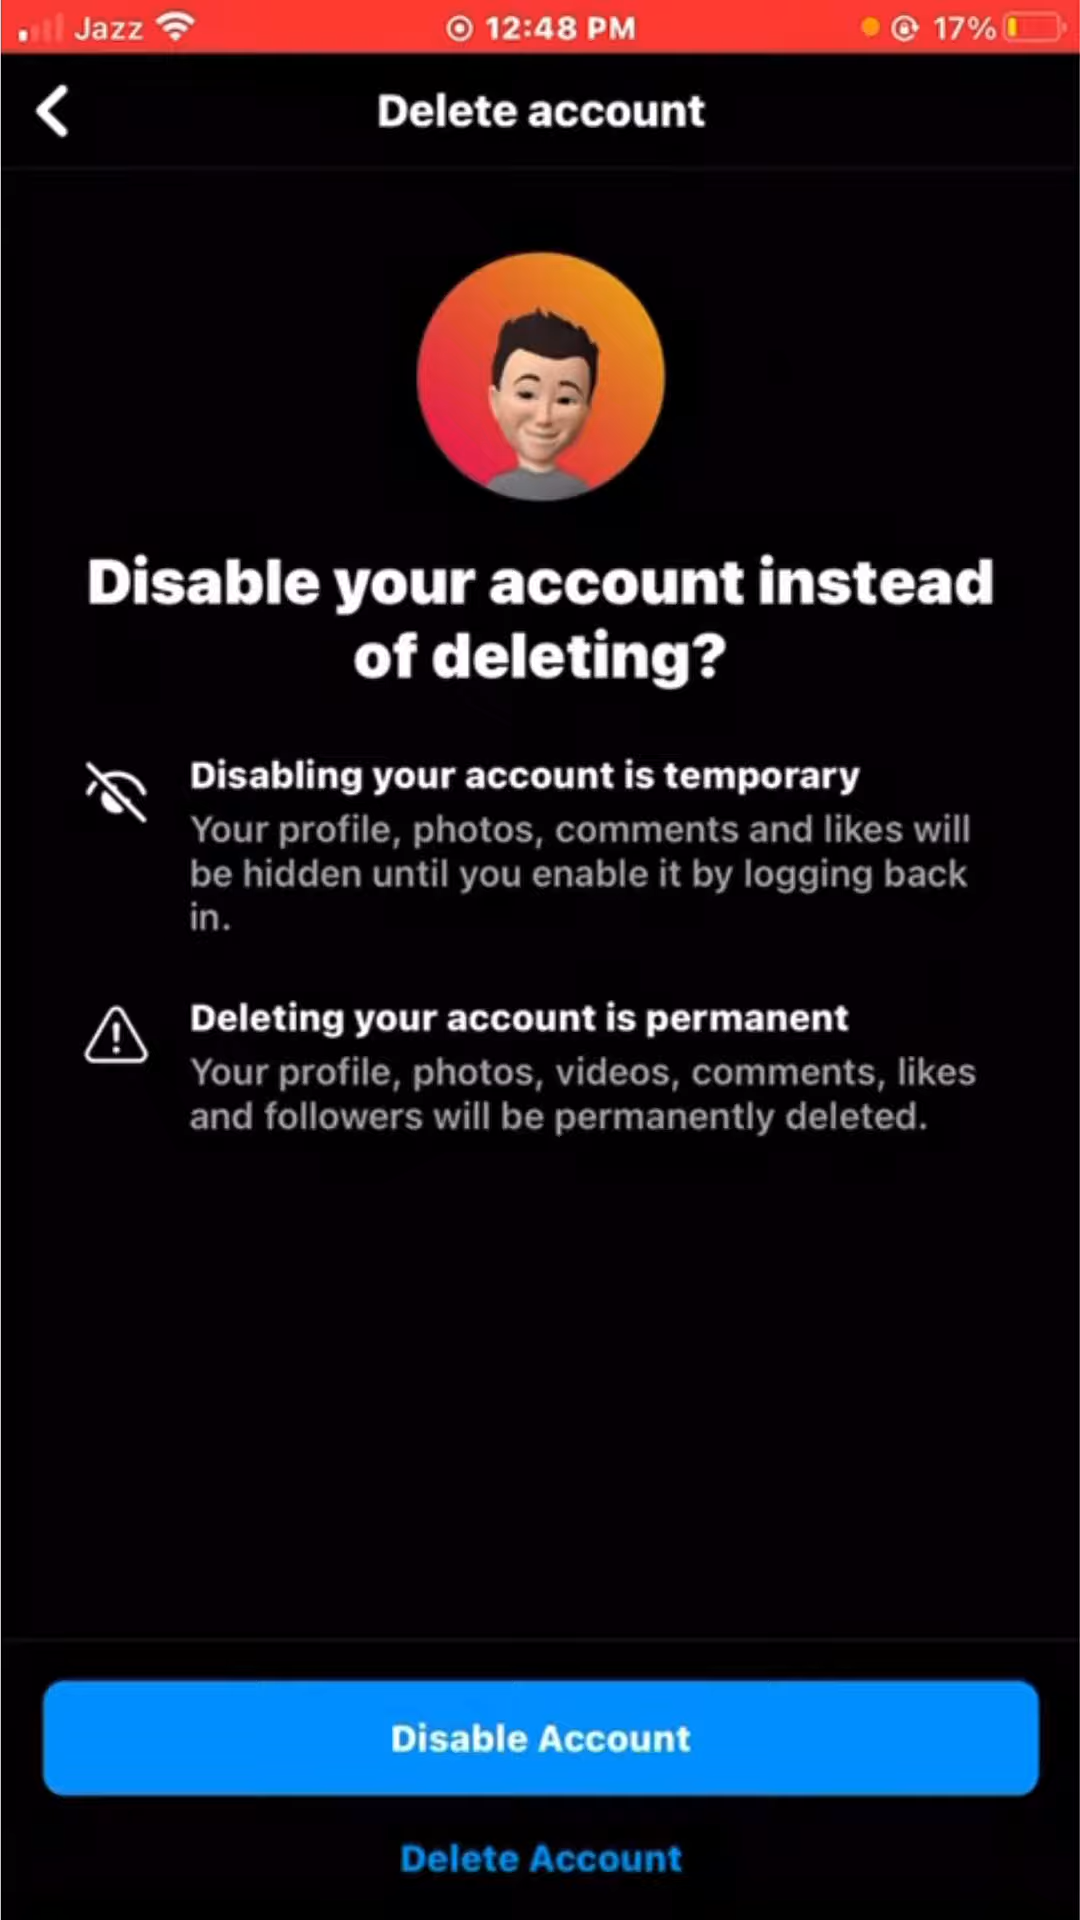 Jazz 12:48 PM 17%
Delete account
Disable your account instead
of deleting?
Disabling your account is temporary
Your profile, photos, comments and likes will
be hidden until you enable it by logging back
in.
Deleting your account is permanent
Your profile, photos, videos, comments, likes
and followers will be permanently deleted.
Disable Account
Delete Account